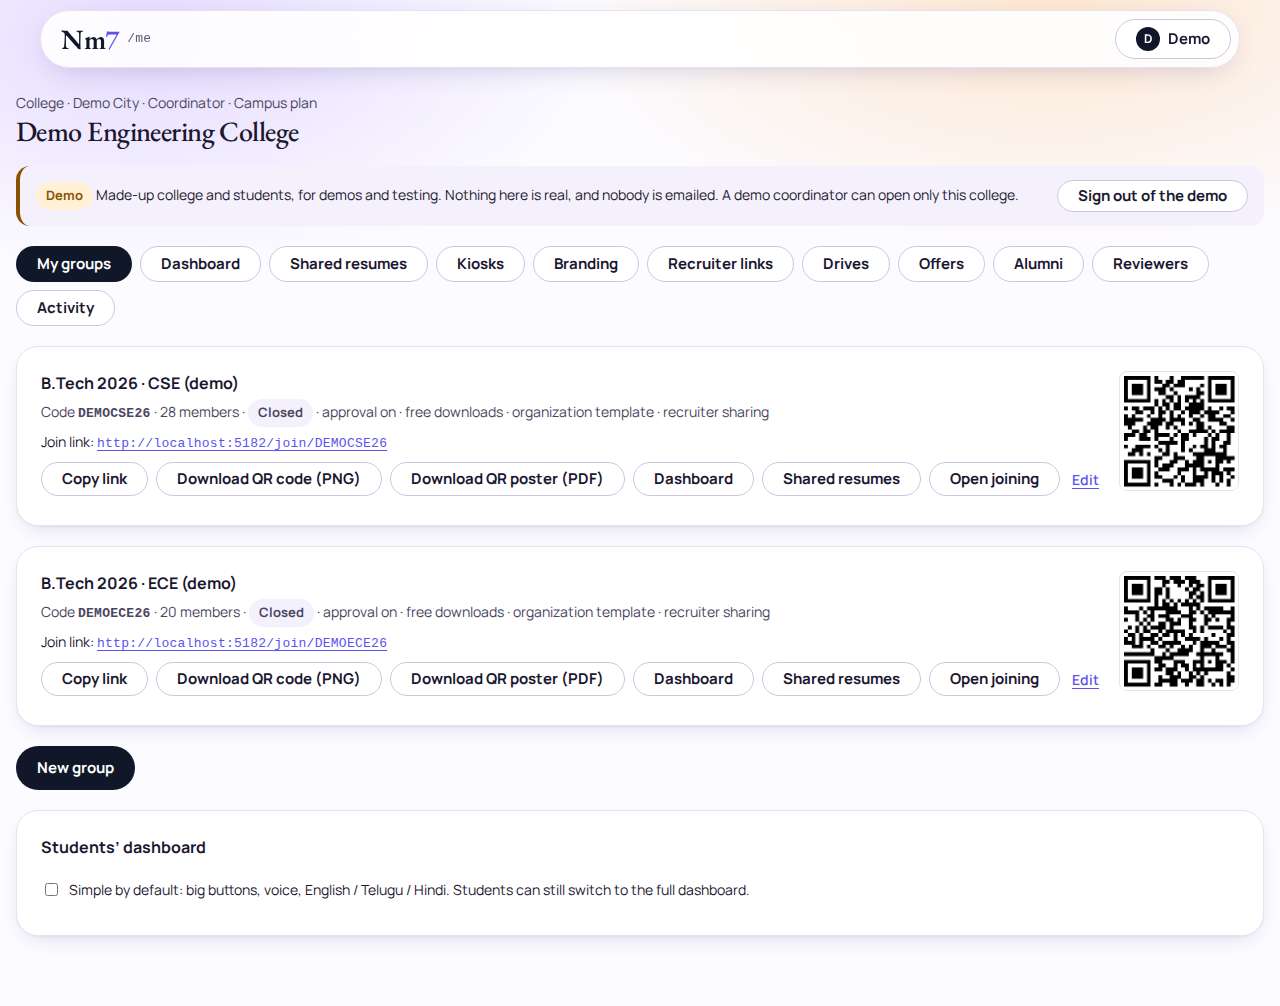 Nm7 /me
D Demo
College · Demo City · Coordinator · Campus plan
Demo Engineering College
Demo Made-up college and students, for demos and testing. Nothing here is real, and nobody is emailed. A demo coordinator can open only this college. Sign out of the demo
My groups Dashboard Shared resumes Kiosks Branding Recruiter links Drives Offers Alumni Reviewers
Activity
B.Tech 2026 · CSE (demo)
Code DEMOCSE26 · 28 members · Closed · approval on · free downloads · organization template · recruiter sharing
Join link: http://localhost:5182/join/DEMOCSE26
Copy link Download QR code (PNG) Download QR poster (PDF) Dashboard Shared resumes Open joining Edit
B.Tech 2026 · ECE (demo)
Code DEMOECE26 · 20 members · Closed · approval on · free downloads · organization template · recruiter sharing
Join link: http://localhost:5182/join/DEMOECE26
Copy link Download QR code (PNG) Download QR poster (PDF) Dashboard Shared resumes Open joining Edit
New group
Students’ dashboard
Simple by default: big buttons, voice, English / Telugu / Hindi. Students can still switch to the full dashboard.